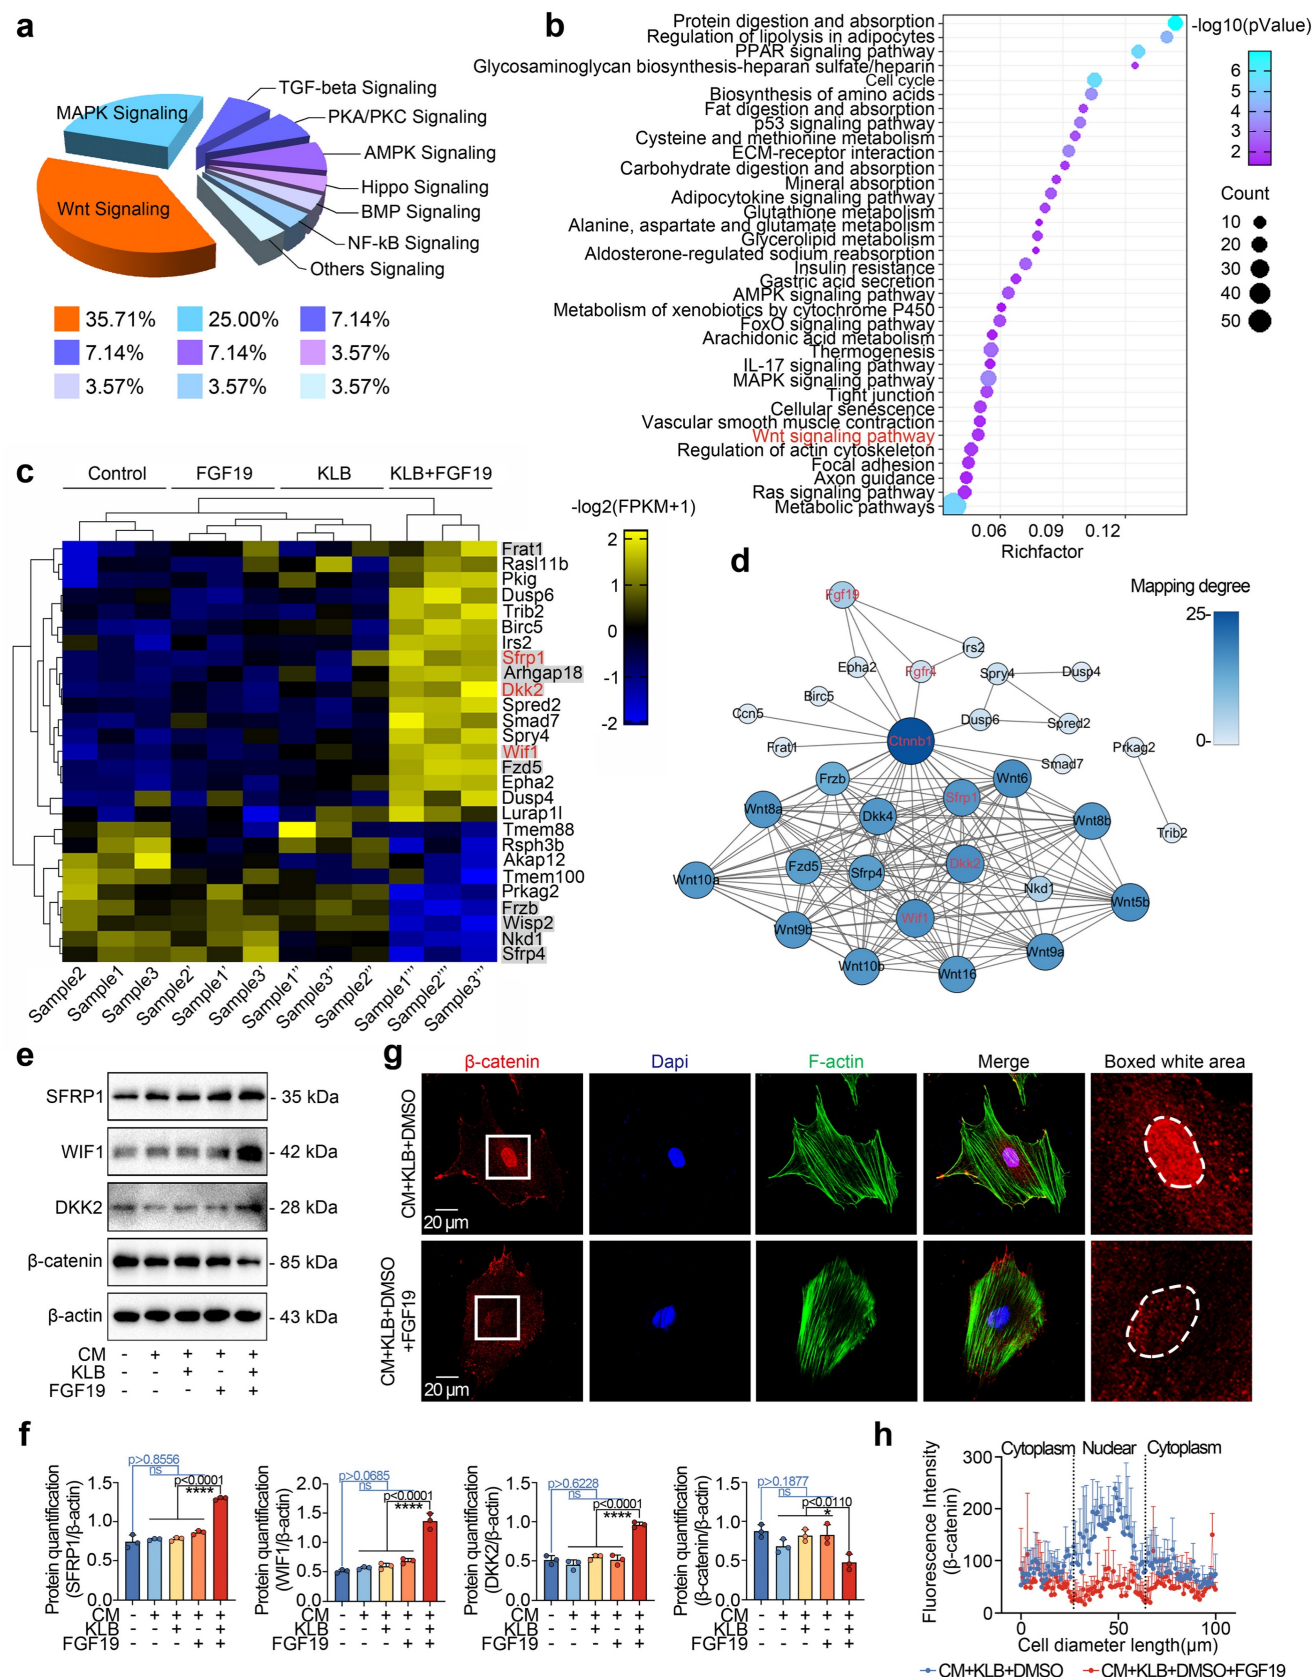 a
MAPK Signaling
Wnt Signaling
TGF-beta Signaling
PKA/PKC Signaling
AMPK Signaling
Hippo Signaling
BMP Signaling
NF-kB Signaling
Others Signaling
35.71% 25.00% 7.14%
7.14% 7.14% 3.57%
3.57% 3.57% 3.57%
b
Protein digestion and absorption
Regulation of lipolysis in adipocytes
PPAR signaling pathway
Glycosaminoglycan biosynthesis-heparan sulfate/heparin
Cell cycle
Biosynthesis of amino acids
Fat digestion and absorption
p53 signaling pathway
Cysteine and methionine metabolism
ECM-receptor interaction
Carbohydrate digestion and absorption
Mineral absorption
Adipocytokine signaling pathway
Glutathione metabolism
Alanine, aspartate and glutamate metabolism
Glycerolipid metabolism
Aldosterone-regulated sodium reabsorption
Insulin resistance
Gastric acid secretion
AMPK signaling pathway
Metabolism of xenobiotics by cytochrome P450
FoxO signaling pathway
Arachidonic acid metabolism
Thermogenesis
IL-17 signaling pathway
MAPK signaling pathway
Tight junction
Cellular senescence
Vascular smooth muscle contraction
Wnt signaling pathway
Regulation of actin cytoskeleton
Focal adhesion
Axon guidance
Ras signaling pathway
Metabolic pathways
0.06 0.09 0.12
Richfactor
-log10(pValue)
6
5
4
3
2
Count
10
20
30
40
50
c
Control FGF19 KLB KLB+FGF19
Frat1
Rasl11b
Pkig
Dusp6
Trib2
Birc5
Irs2
Sfrp1
Arhgap18
Dkk2
Spred2
Smad7
Spry4
Wif1
Fzd5
Epha2
Dusp4
Lurap1l
Tmem88
Rsph3b
Akap12
Tmem100
Prkag2
Frzb
Wisp2
Nkd1
Sfrp4
Sample2 Sample1 Sample3 Sample2' Sample1' Sample3' Sample1'' Sample3'' Sample2'' Sample1''' Sample2''' Sample3'''
-log2(FPKM+1)
2
1
0
-1
-2
d
Mapping degree
25-
0-
Fgf19
Irs2
Epha2
Fgfr4
Spry4
Dusp4
Birc5
Ccn5
Dusp6
Spred2
Frat1
Ctnnb1
Prkag2
Smad7
Frzb
Wnt6
Sfrp1
Wnt8a
Dkk4
Wnt8b
Trib2
Fzd5
Sfrp4
Dkk2
Wnt10a
Nkd1
Wnt5b
Wif1
Wnt9b
Wnt9a
Wnt10b
Wnt16
e
SFRP1 - 35 kDa
WIF1 - 42 kDa
DKK2 - 28 kDa
β-catenin - 85 kDa
β-actin - 43 kDa
CM - + + + +
KLB - - + - +
FGF19 - - - + +
g
β-catenin Dapi F-actin Merge Boxed white area
CM+KLB+DMSO
20 μm
CM+KLB+DMSO
+FGF19
20 μm
f
Protein quantification
(SFRP1/β-actin)
1.5
1.0
0.5
0.0
p>0.8556
ns
p<0.0001
****
CM - + + + +
KLB - - + - +
FGF19 - - - + +
Protein quantification
(WIF1/β-actin)
2.0
1.5
1.0
0.5
0.0
p>0.0685
ns
p<0.0001
****
CM - + + + +
KLB - - + - +
FGF19 - - - + +
Protein quantification
(DKK2/β-actin)
1.5
1.0
0.5
0.0
p>0.6228
ns
p<0.0001
****
CM - + + + +
KLB - - + - +
FGF19 - - - + +
Protein quantification
(β-catenin/β-actin)
1.5
1.0
0.5
0.0
p>0.1877
ns
p<0.0110
*
CM - + + + +
KLB - - + - +
FGF19 - - - + +
h
Fluorescence Intensity
(β-catenin)
300
200
100
0
Cytoplasm Nuclear Cytoplasm
0 50 100
Cell diameter length(μm)
CM+KLB+DMSO CM+KLB+DMSO+FGF19